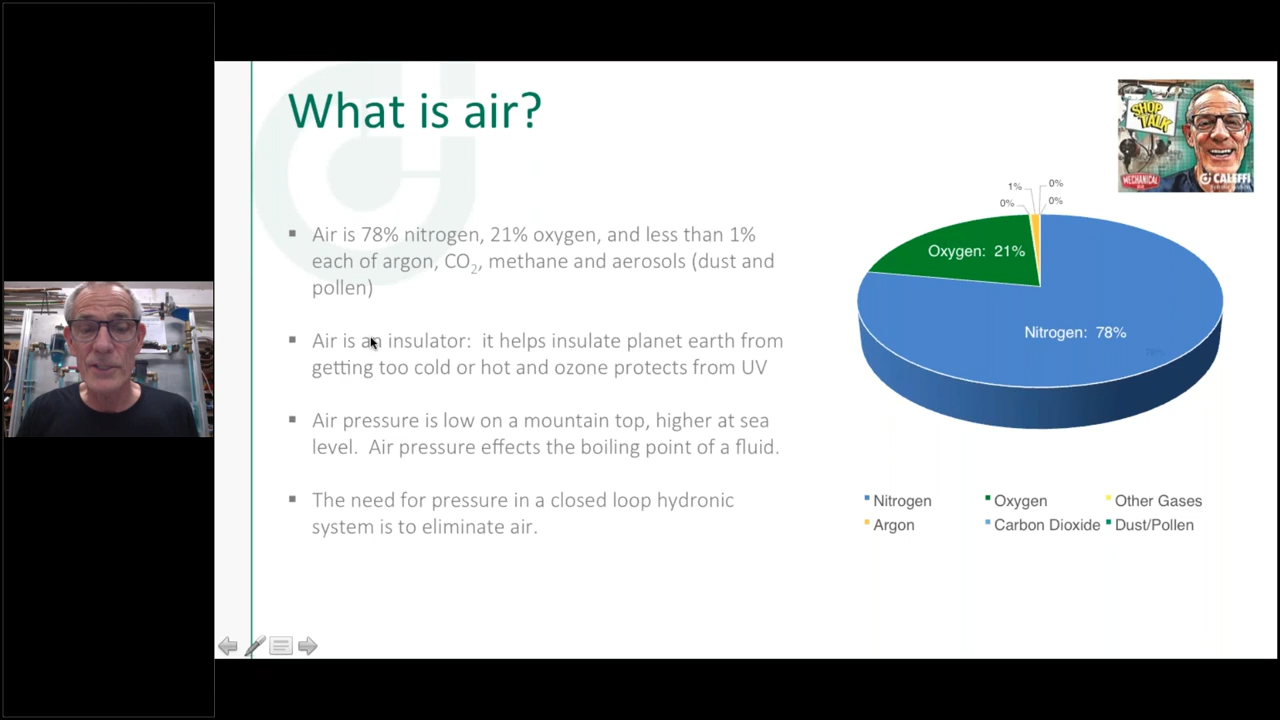 What is air?
SHOP
TALK
MECHANICAL
CALEFFI
▪ Air is 78% nitrogen, 21% oxygen, and less than 1%
each of argon, CO₂, methane and aerosols (dust and
pollen)
▪ Air is an insulator: it helps insulate planet earth from
getting too cold or hot and ozone protects from UV
▪ Air pressure is low on a mountain top, higher at sea
level. Air pressure effects the boiling point of a fluid.
▪ The need for pressure in a closed loop hydronic
system is to eliminate air.
1% 0%
0% 0%
Oxygen: 21%
Nitrogen: 78%
Nitrogen Oxygen Other Gases
Argon Carbon Dioxide Dust/Pollen